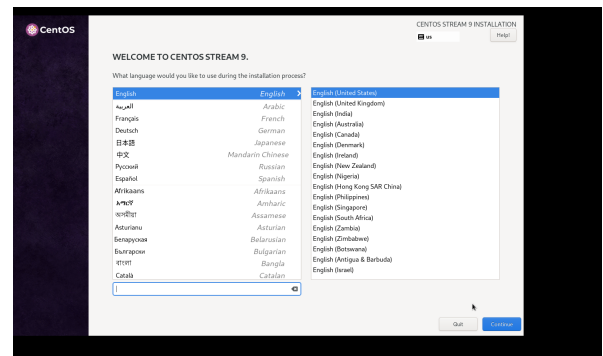 CentOS
CENTOS STREAM 9 INSTALLATION
us
Help!
WELCOME TO CENTOS STREAM 9.
What language would you like to use during the installation process?
English English
العربية Arabic
Français French
Deutsch German
日本語 Japanese
中文 Mandarin Chinese
Русский Russian
Español Spanish
Afrikaans Afrikaans
አማርኛ Amharic
অসমীয়া Assamese
Asturianu Asturian
Беларуская Belarusian
Български Bulgarian
বাংলা Bangla
Català Catalan
English (United States)
English (United Kingdom)
English (India)
English (Australia)
English (Canada)
English (Denmark)
English (Ireland)
English (New Zealand)
English (Nigeria)
English (Hong Kong SAR China)
English (Philippines)
English (Singapore)
English (South Africa)
English (Zambia)
English (Zimbabwe)
English (Botswana)
English (Antigua & Barbuda)
English (Israel)
Quit
Continue